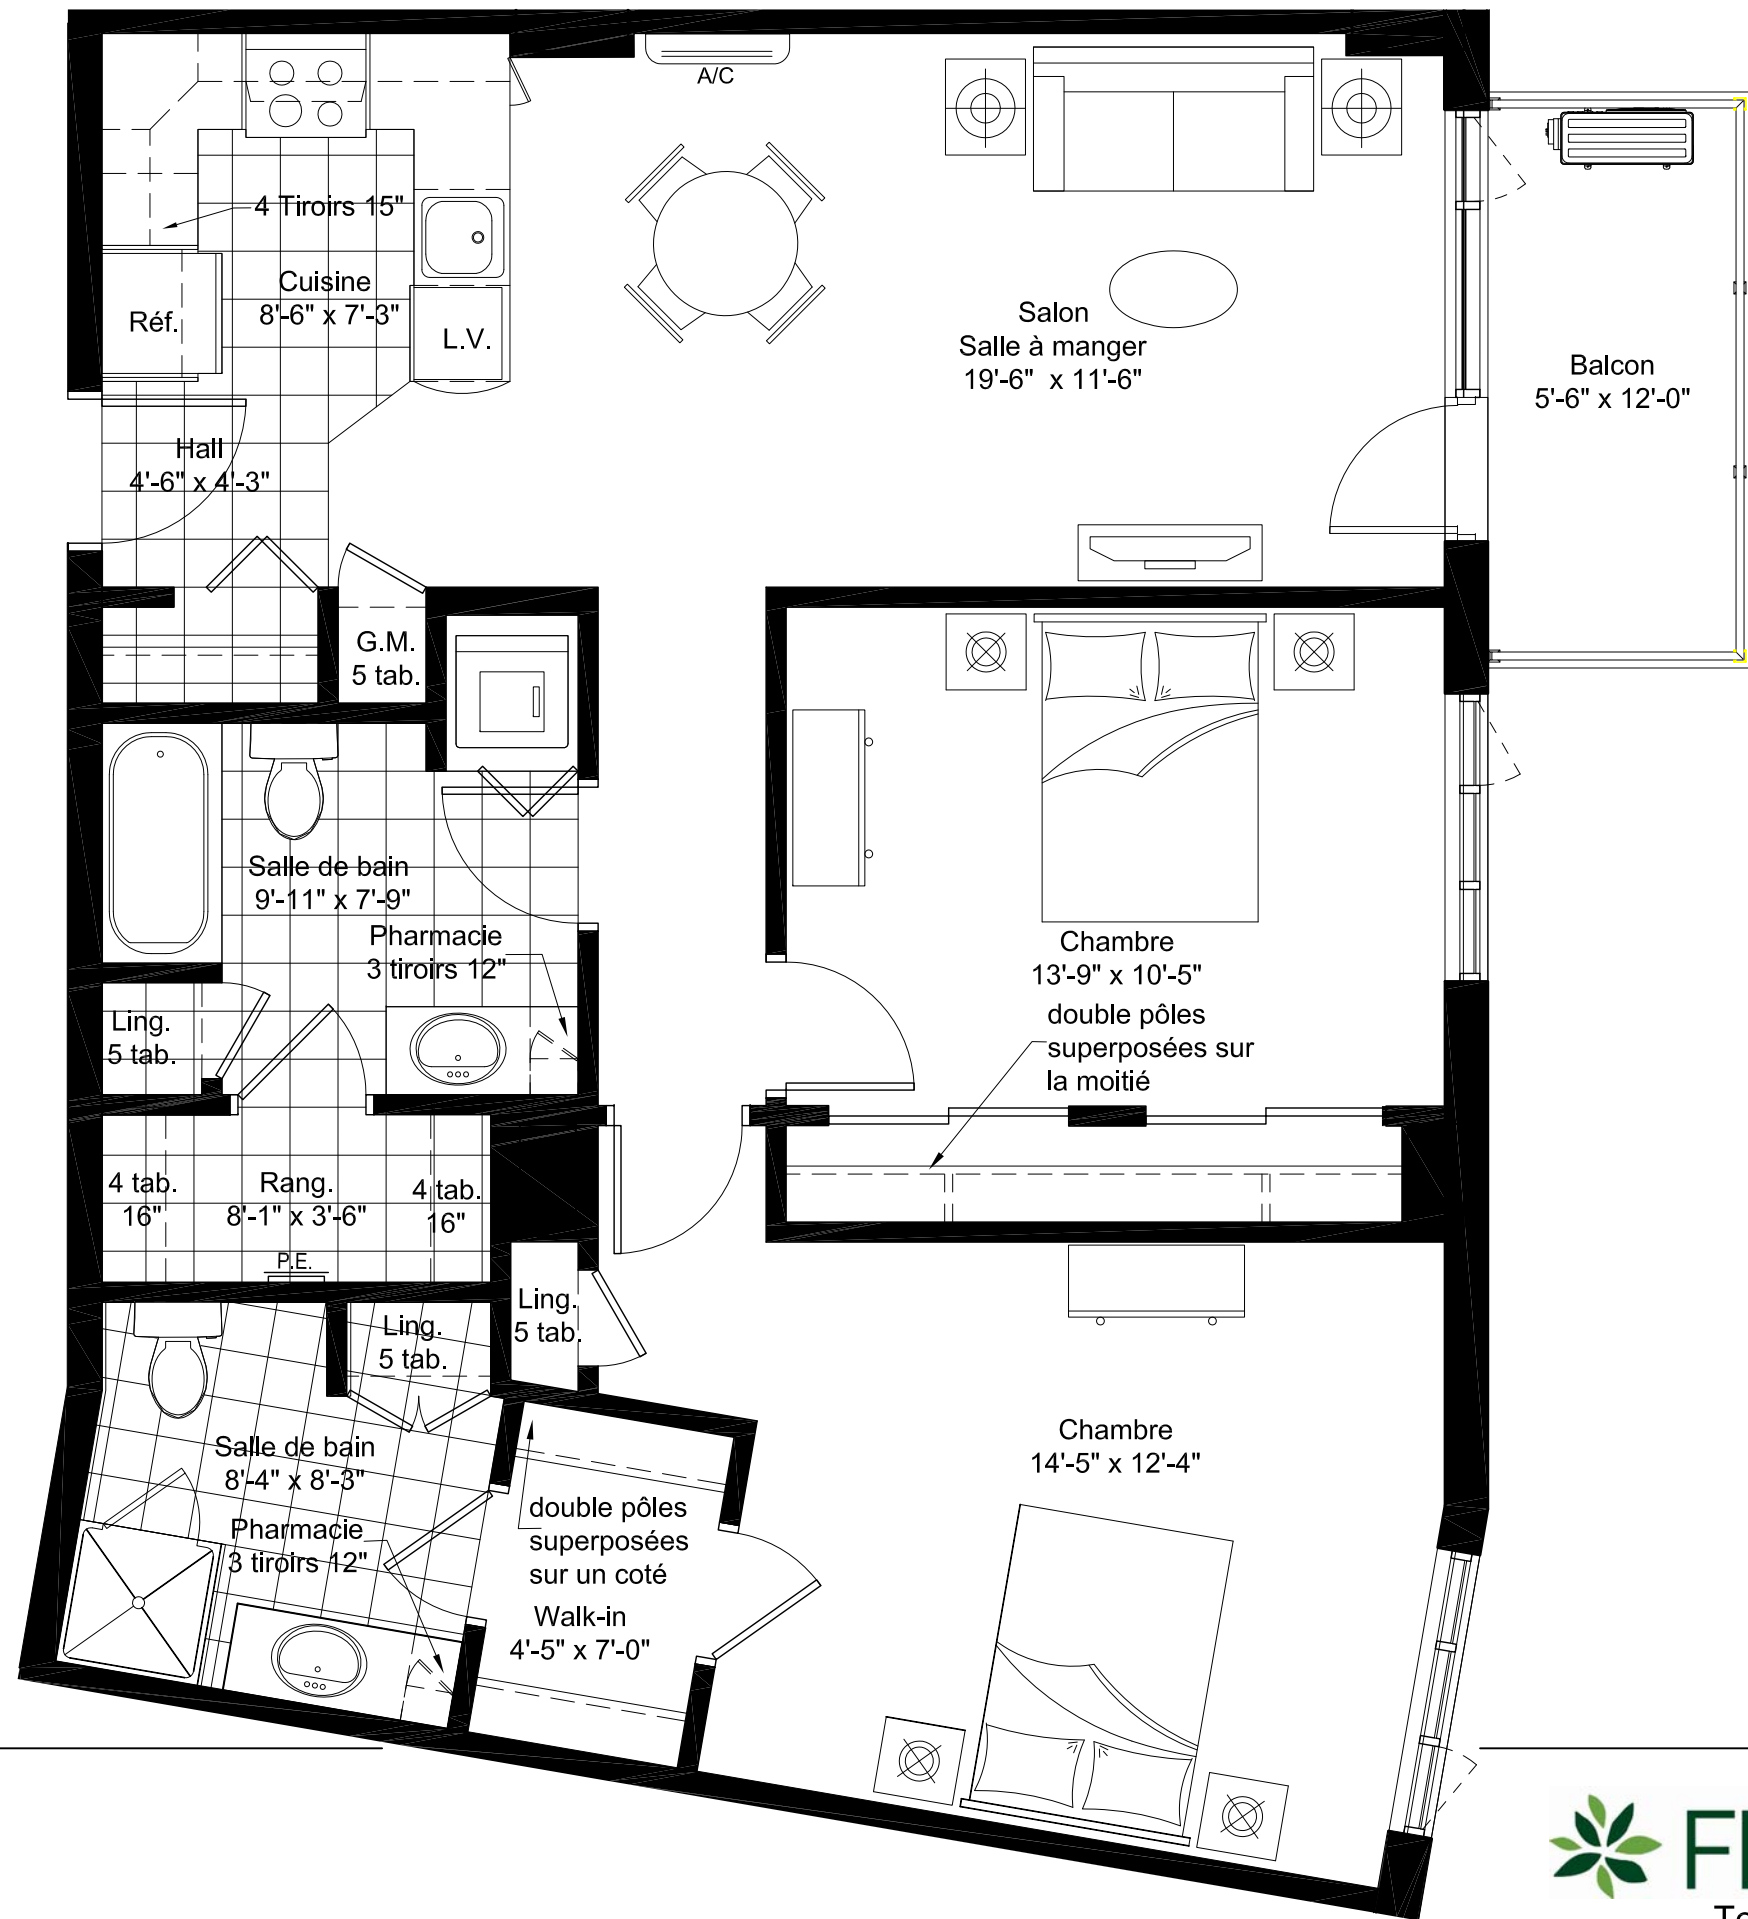 A/C
4 Tiroirs 15"
Cuisine
8'-6" x 7'-3"
Réf.
L.V.
Salon
Salle à manger
19'-6" x 11'-6"
Balcon
5'-6" x 12'-0"
Hall
4'-6" x 4'-3"
G.M.
5 tab.
Salle de bain
9'-11" x 7'-9"
Pharmacie
3 tiroirs 12"
Chambre
13'-9" x 10'-5"
double pôles
superposées sur
la moitié
Ling.
5 tab.
4 tab.
16"
Rang.
8'-1" x 3'-6"
4 tab.
16"
P.E.
Ling.
5 tab.
Ling.
5 tab.
Salle de bain
8'-4" x 8'-3"
Pharmacie
3 tiroirs 12"
double pôles
superposées
sur un coté
Walk-in
4'-5" x 7'-0"
Chambre
14'-5" x 12'-4"